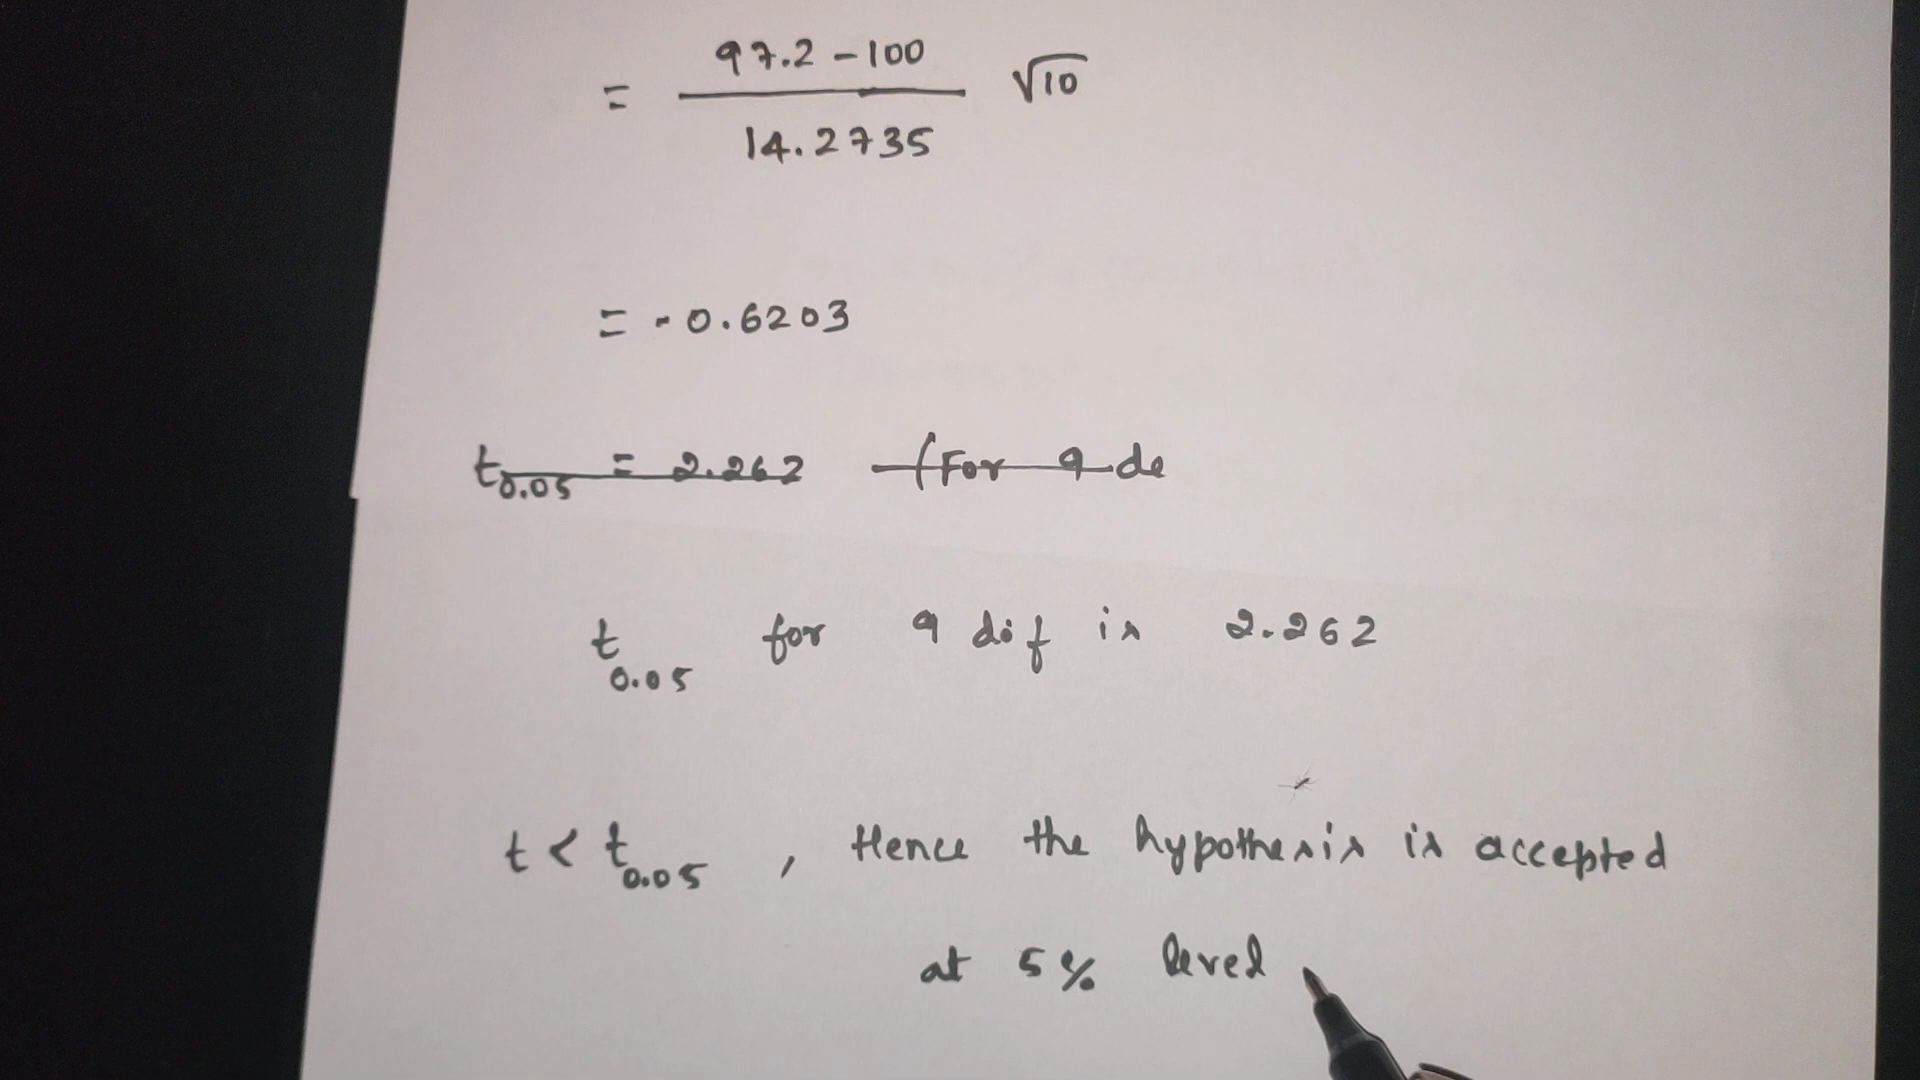 = (97.2 - 100) / 14.2735 √10
= -0.6203
t0.05 = 2.262 (For 9 de
t0.05 for 9 dof is 2.262
t < t0.05 , Hence the hypothesis is accepted
at 5% level